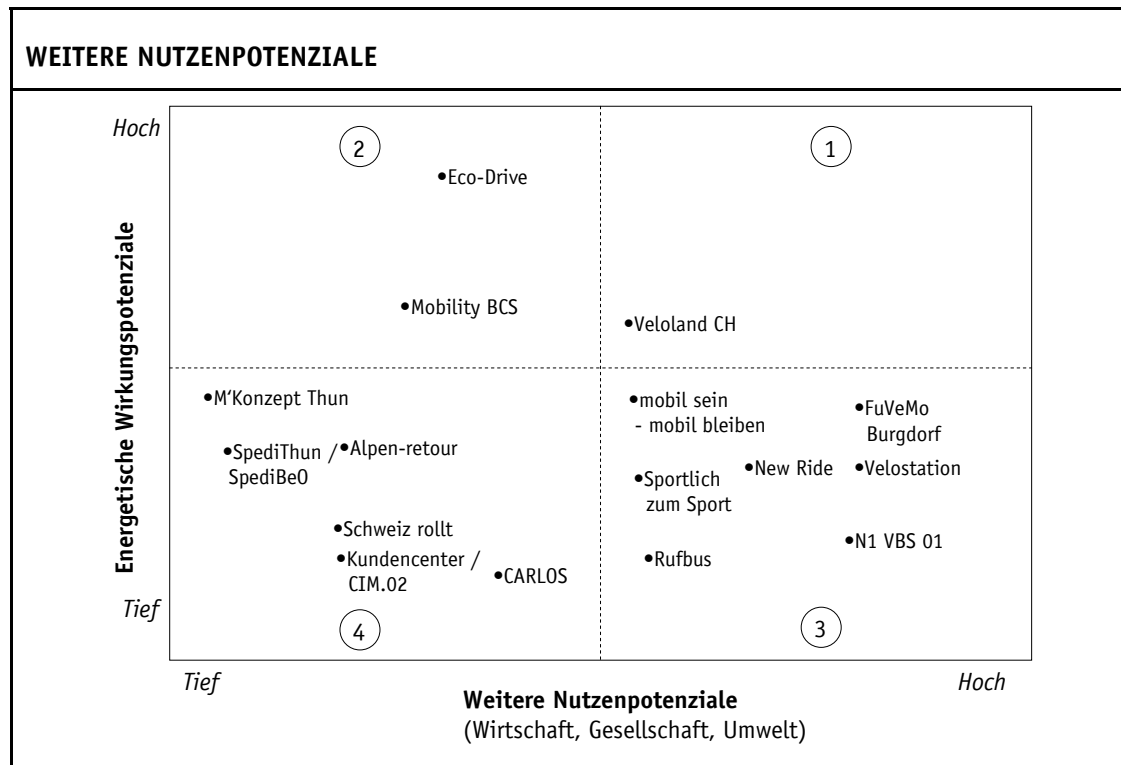 WEITERE NUTZENPOTENZIALE
Hoch
2
1
•Eco-Drive
Energetische Wirkungspotenziale
•Mobility BCS
•Veloland CH
•M‘Konzept Thun
•mobil sein
- mobil bleiben
•FuVeMo
Burgdorf
•SpediThun /
SpediBeO
•Alpen-retour
•New Ride
•Velostation
•Sportlich
zum Sport
•Schweiz rollt
•N1 VBS 01
•Kundencenter /
CIM.02
•CARLOS
•Rufbus
Tief
4
3
Tief
Hoch
Weitere Nutzenpotenziale
(Wirtschaft, Gesellschaft, Umwelt)